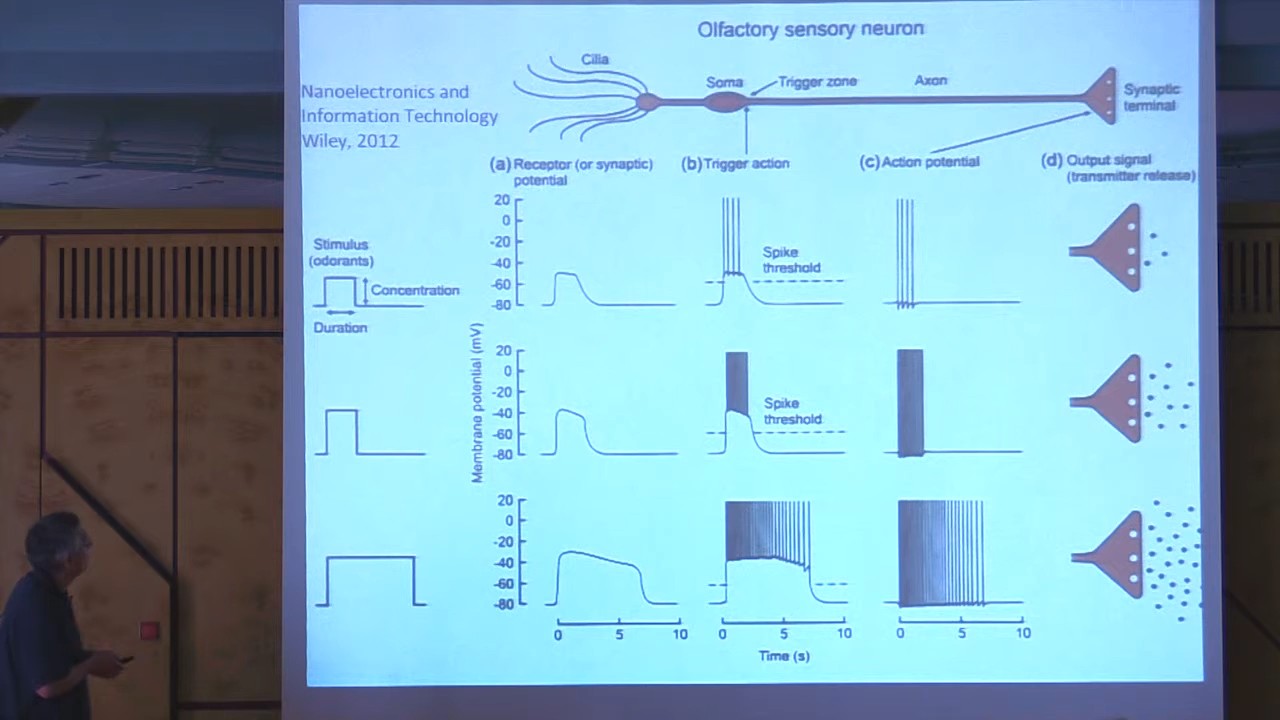 Olfactory sensory neuron
Cilia
Nanoelectronics and
Information Technology
Wiley, 2012
Soma
Trigger zone
Axon
Synaptic
terminal
(a) Receptor (or synaptic)
potential
(b) Trigger action
(c) Action potential
(d) Output signal
(transmitter release)
Stimulus
(odorants)
Concentration
Duration
Membrane potential (mV)
20
0
-20
-40
-60
-80
Spike
threshold
20
0
-20
-40
-60
-80
Spike
threshold
20
0
-20
-40
-60
-80
0 5 10
0 5 10
0 5 10
Time (s)